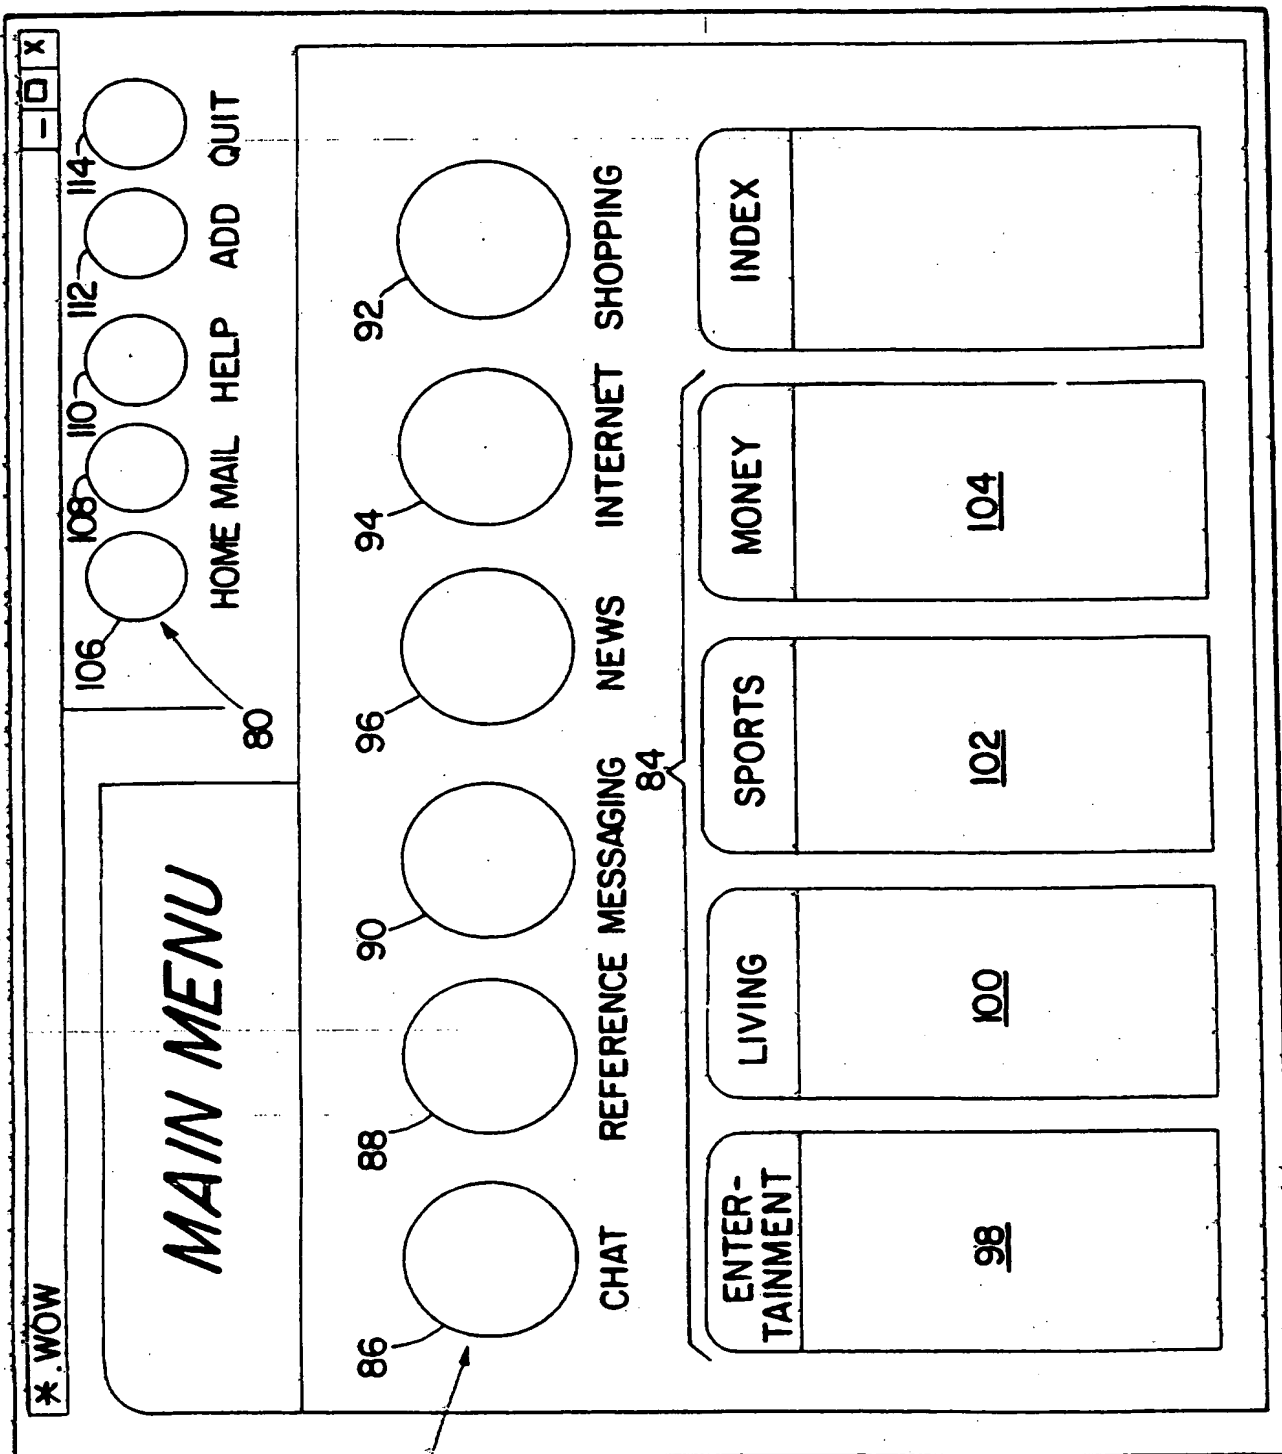 *.WOW
– □ X
MAIN MENU
80
106 108 110 112 114
HOME MAIL HELP ADD QUIT
86 88 90 96 94 92
CHAT REFERENCE MESSAGING NEWS INTERNET SHOPPING
84
ENTER-
TAINMENT
LIVING
SPORTS
MONEY
INDEX
98
100
102
104